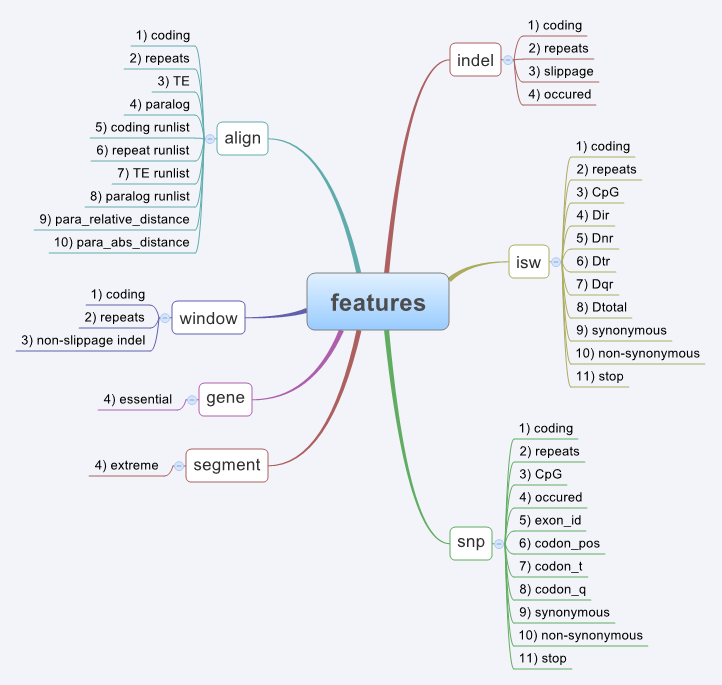 features
align
1) coding
2) repeats
3) TE
4) paralog
5) coding runlist
6) repeat runlist
7) TE runlist
8) paralog runlist
9) para_relative_distance
10) para_abs_distance
window
1) coding
2) repeats
3) non-slippage indel
gene
4) essential
segment
4) extreme
indel
1) coding
2) repeats
3) slippage
4) occured
isw
1) coding
2) repeats
3) CpG
4) Dir
5) Dnr
6) Dtr
7) Dqr
8) Dtotal
9) synonymous
10) non-synonymous
11) stop
snp
1) coding
2) repeats
3) CpG
4) occured
5) exon_id
6) codon_pos
7) codon_t
8) codon_q
9) synonymous
10) non-synonymous
11) stop